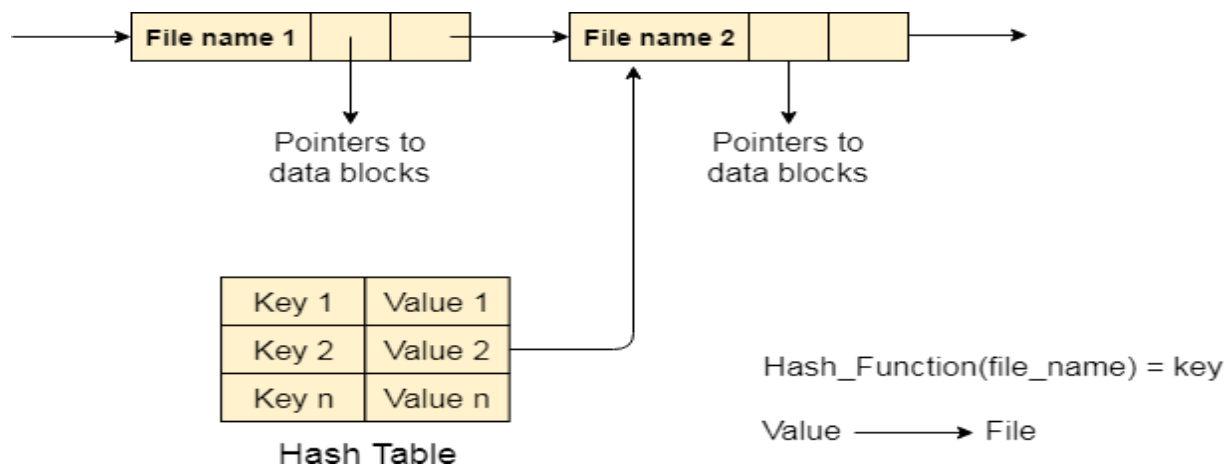 File name 1
File name 2
Pointers to
data blocks
Pointers to
data blocks
Key 1 Value 1
Key 2 Value 2
Key n Value n
Hash Table
Hash_Function(file_name) = key
Value File